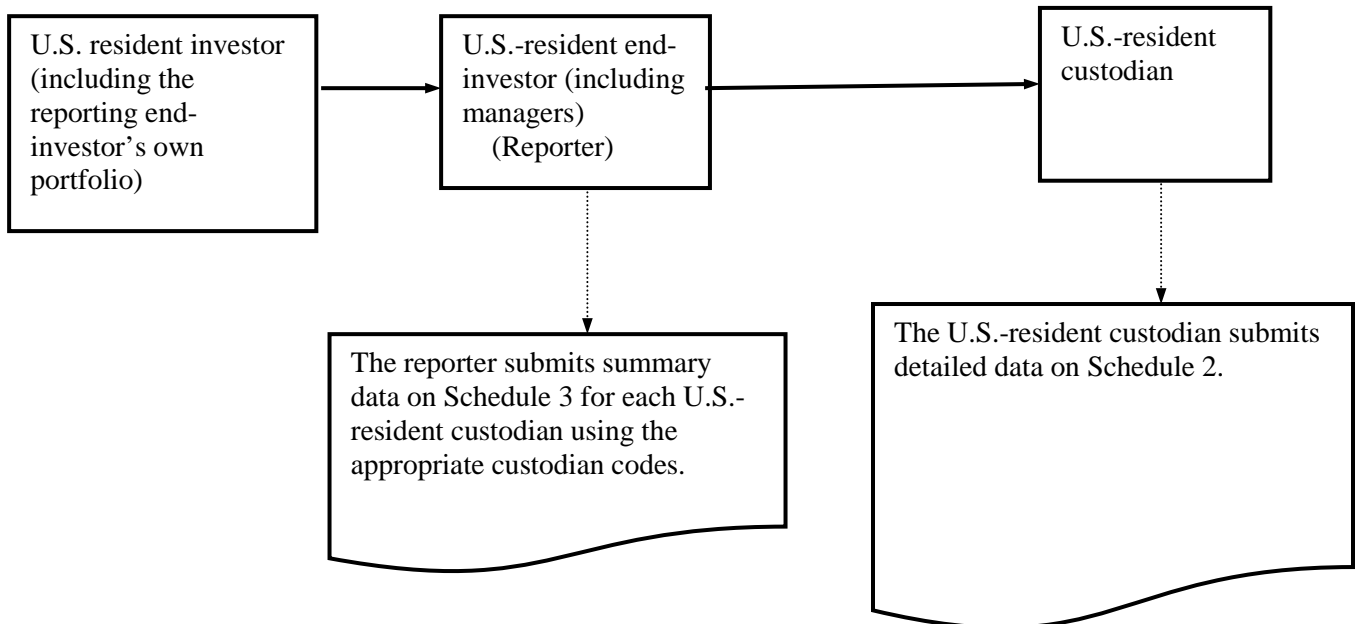 U.S. resident investor
(including the
reporting end-
investor’s own
portfolio)
U.S.-resident end-
investor (including
managers)
(Reporter)
U.S.-resident
custodian
The reporter submits summary
data on Schedule 3 for each U.S.-
resident custodian using the
appropriate custodian codes.
The U.S.-resident custodian submits
detailed data on Schedule 2.